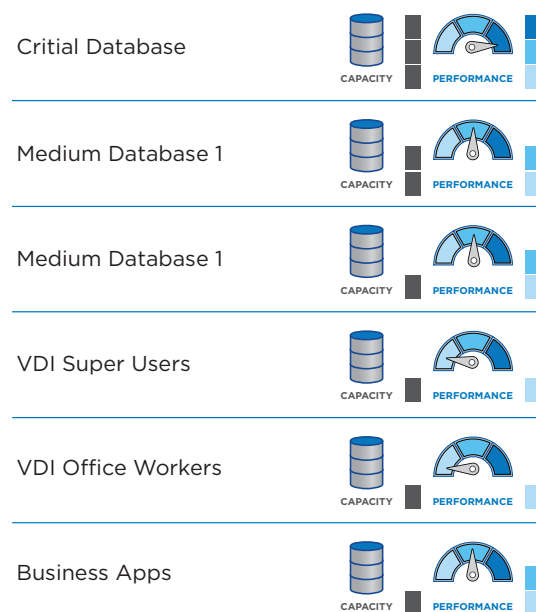 Critial Database
CAPACITY PERFORMANCE
Medium Database 1
CAPACITY PERFORMANCE
Medium Database 1
CAPACITY PERFORMANCE
VDI Super Users
CAPACITY PERFORMANCE
VDI Office Workers
CAPACITY PERFORMANCE
Business Apps
CAPACITY PERFORMANCE